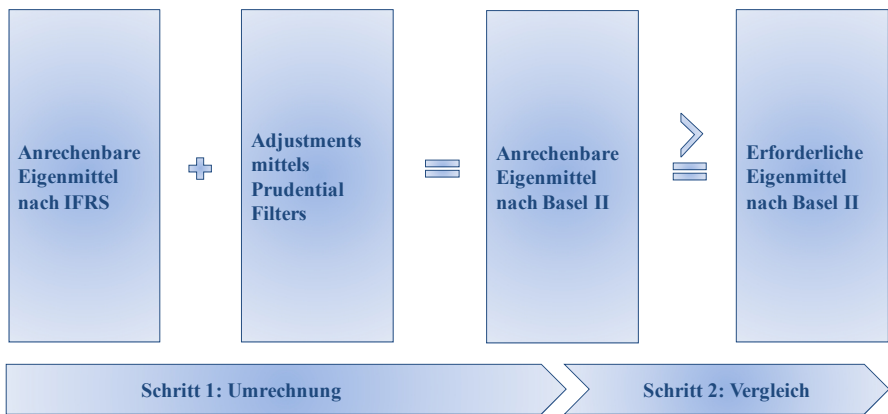 Anrechenbare
Eigenmittel
nach IFRS
+
Adjustments
mittels
Prudential
Filters
=
Anrechenbare
Eigenmittel
nach Basel II
≥
Erforderliche
Eigenmittel
nach Basel II
Schritt 1: Umrechnung
Schritt 2: Vergleich